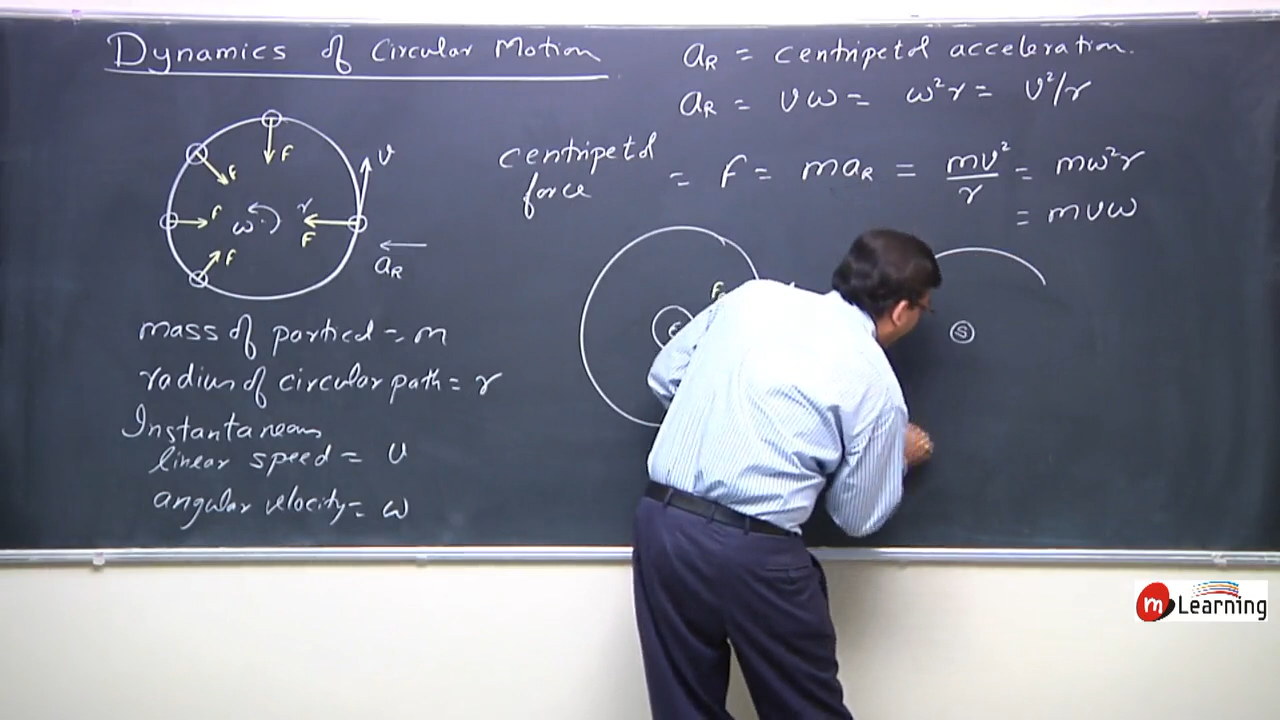 Dynamics of Circular Motion
aR = centripetal acceleration.
aR = vω = ω²r = v²/r
centripetal force = F = maR = mv²/r = mω²r
= mvω
F
F
F
F
F
r
ω
v
aR
mass of particel = m
radius of circular path = r
Instantaneous
linear speed = v
angular velocity = ω
E
S
m Learning